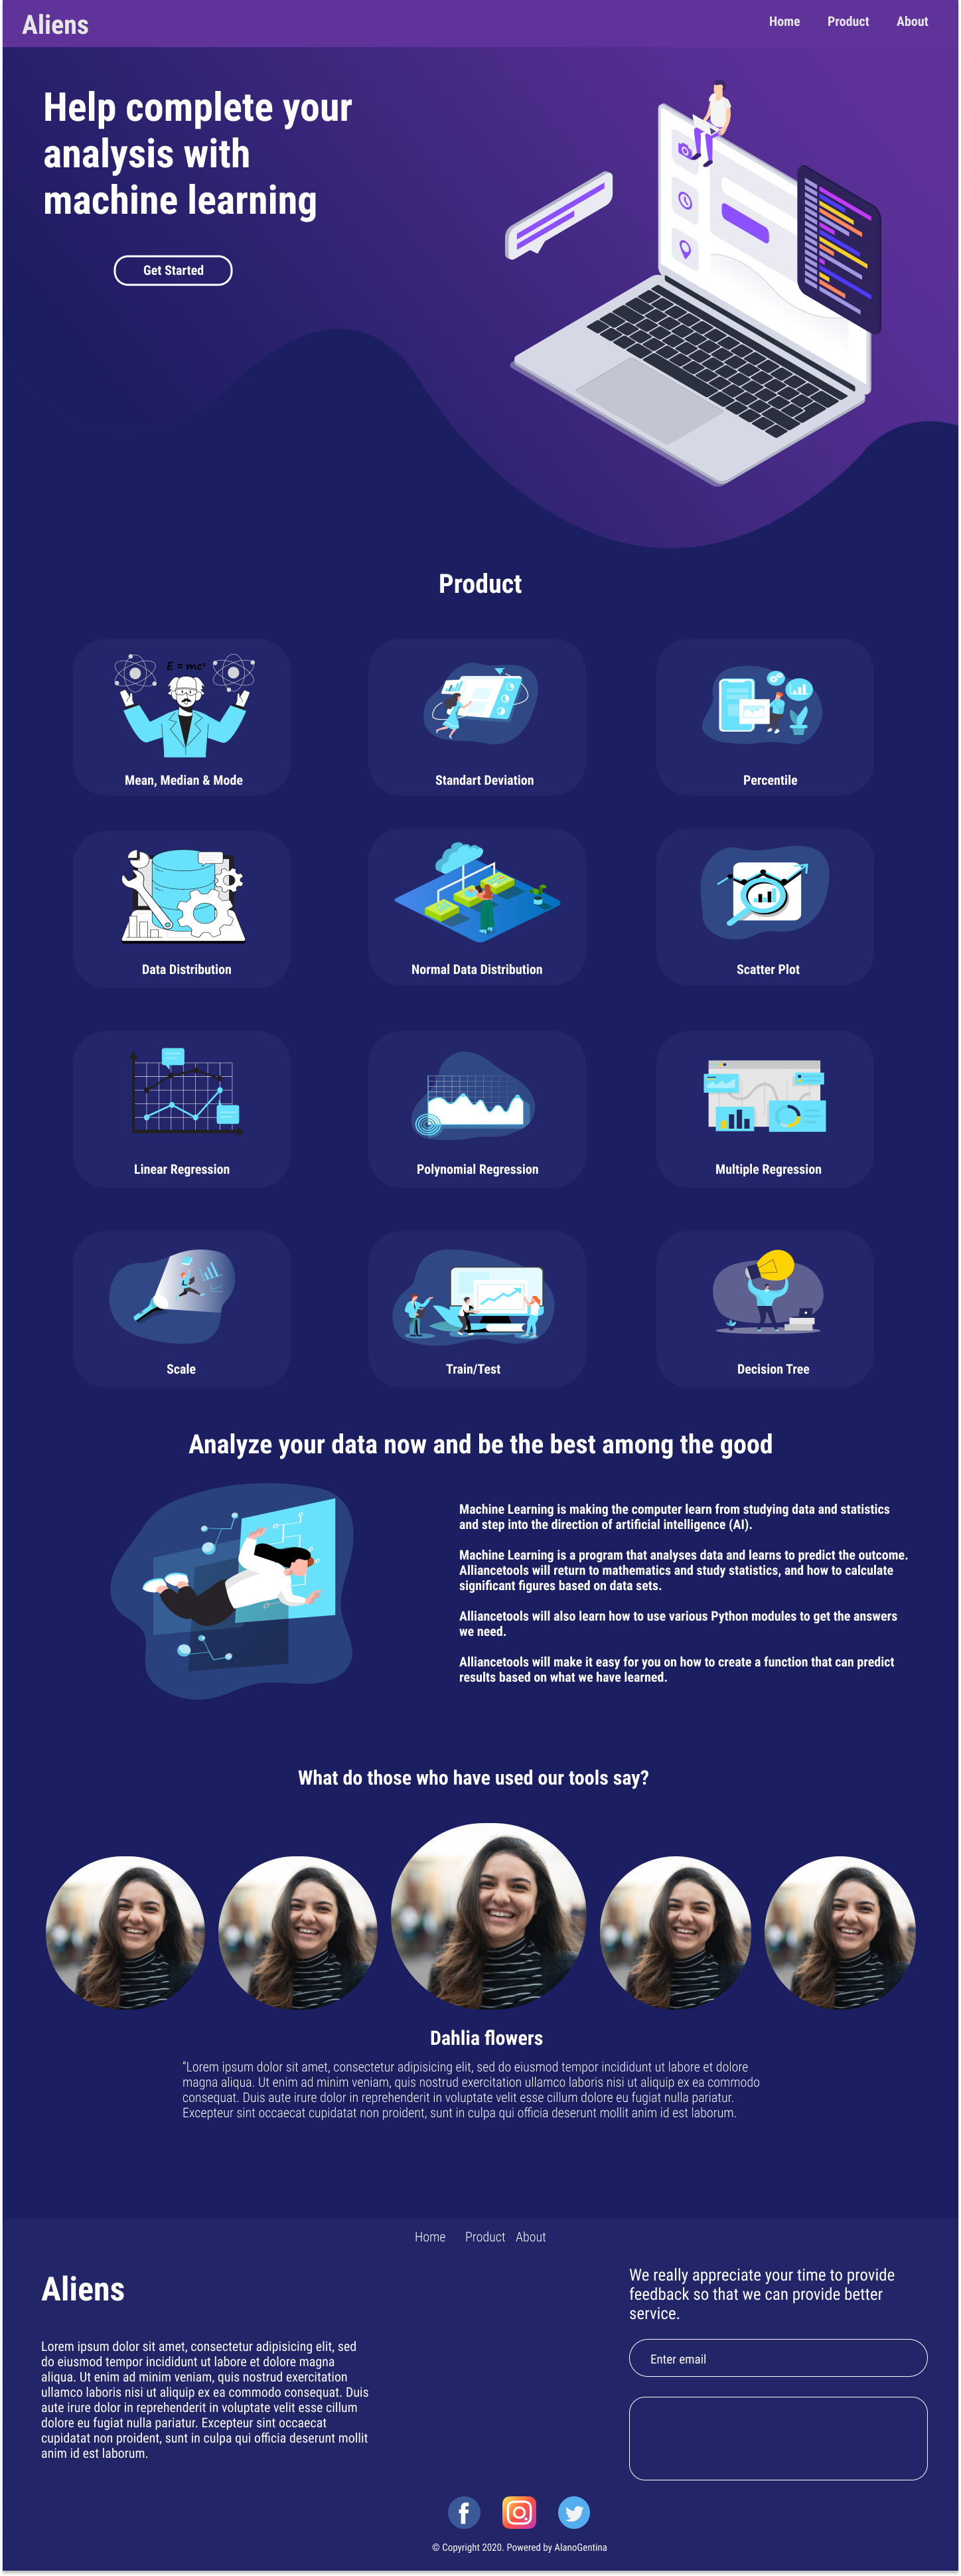 Aliens
Home Product About
Help complete your
analysis with
machine learning
Get Started
Product
E = mc²
Mean, Median & Mode
Standart Deviation
Percentile
Data Distribution
Normal Data Distribution
Scatter Plot
Linear Regression
Polynomial Regression
Multiple Regression
Scale
Train/Test
Decision Tree
Analyze your data now and be the best among the good
Machine Learning is making the computer learn from studying data and statistics
and step into the direction of artificial intelligence (AI).
Machine Learning is a program that analyses data and learns to predict the outcome.
Alliancetools will return to mathematics and study statistics, and how to calculate
significant figures based on data sets.
Alliancetools will also learn how to use various Python modules to get the answers
we need.
Alliancetools will make it easy for you on how to create a function that can predict
results based on what we have learned.
What do those who have used our tools say?
Dahlia flowers
"Lorem ipsum dolor sit amet, consectetur adipisicing elit, sed do eiusmod tempor incididunt ut labore et dolore
magna aliqua. Ut enim ad minim veniam, quis nostrud exercitation ullamco laboris nisi ut aliquip ex ea commodo
consequat. Duis aute irure dolor in reprehenderit in voluptate velit esse cillum dolore eu fugiat nulla pariatur.
Excepteur sint occaecat cupidatat non proident, sunt in culpa qui officia deserunt mollit anim id est laborum.
Home Product About
Aliens
Lorem ipsum dolor sit amet, consectetur adipisicing elit, sed
do eiusmod tempor incididunt ut labore et dolore magna
aliqua. Ut enim ad minim veniam, quis nostrud exercitation
ullamco laboris nisi ut aliquip ex ea commodo consequat. Duis
aute irure dolor in reprehenderit in voluptate velit esse cillum
dolore eu fugiat nulla pariatur. Excepteur sint occaecat
cupidatat non proident, sunt in culpa qui officia deserunt mollit
anim id est laborum.
We really appreciate your time to provide
feedback so that we can provide better
service.
Enter email
© Copyright 2020. Powered by AlanoGentina